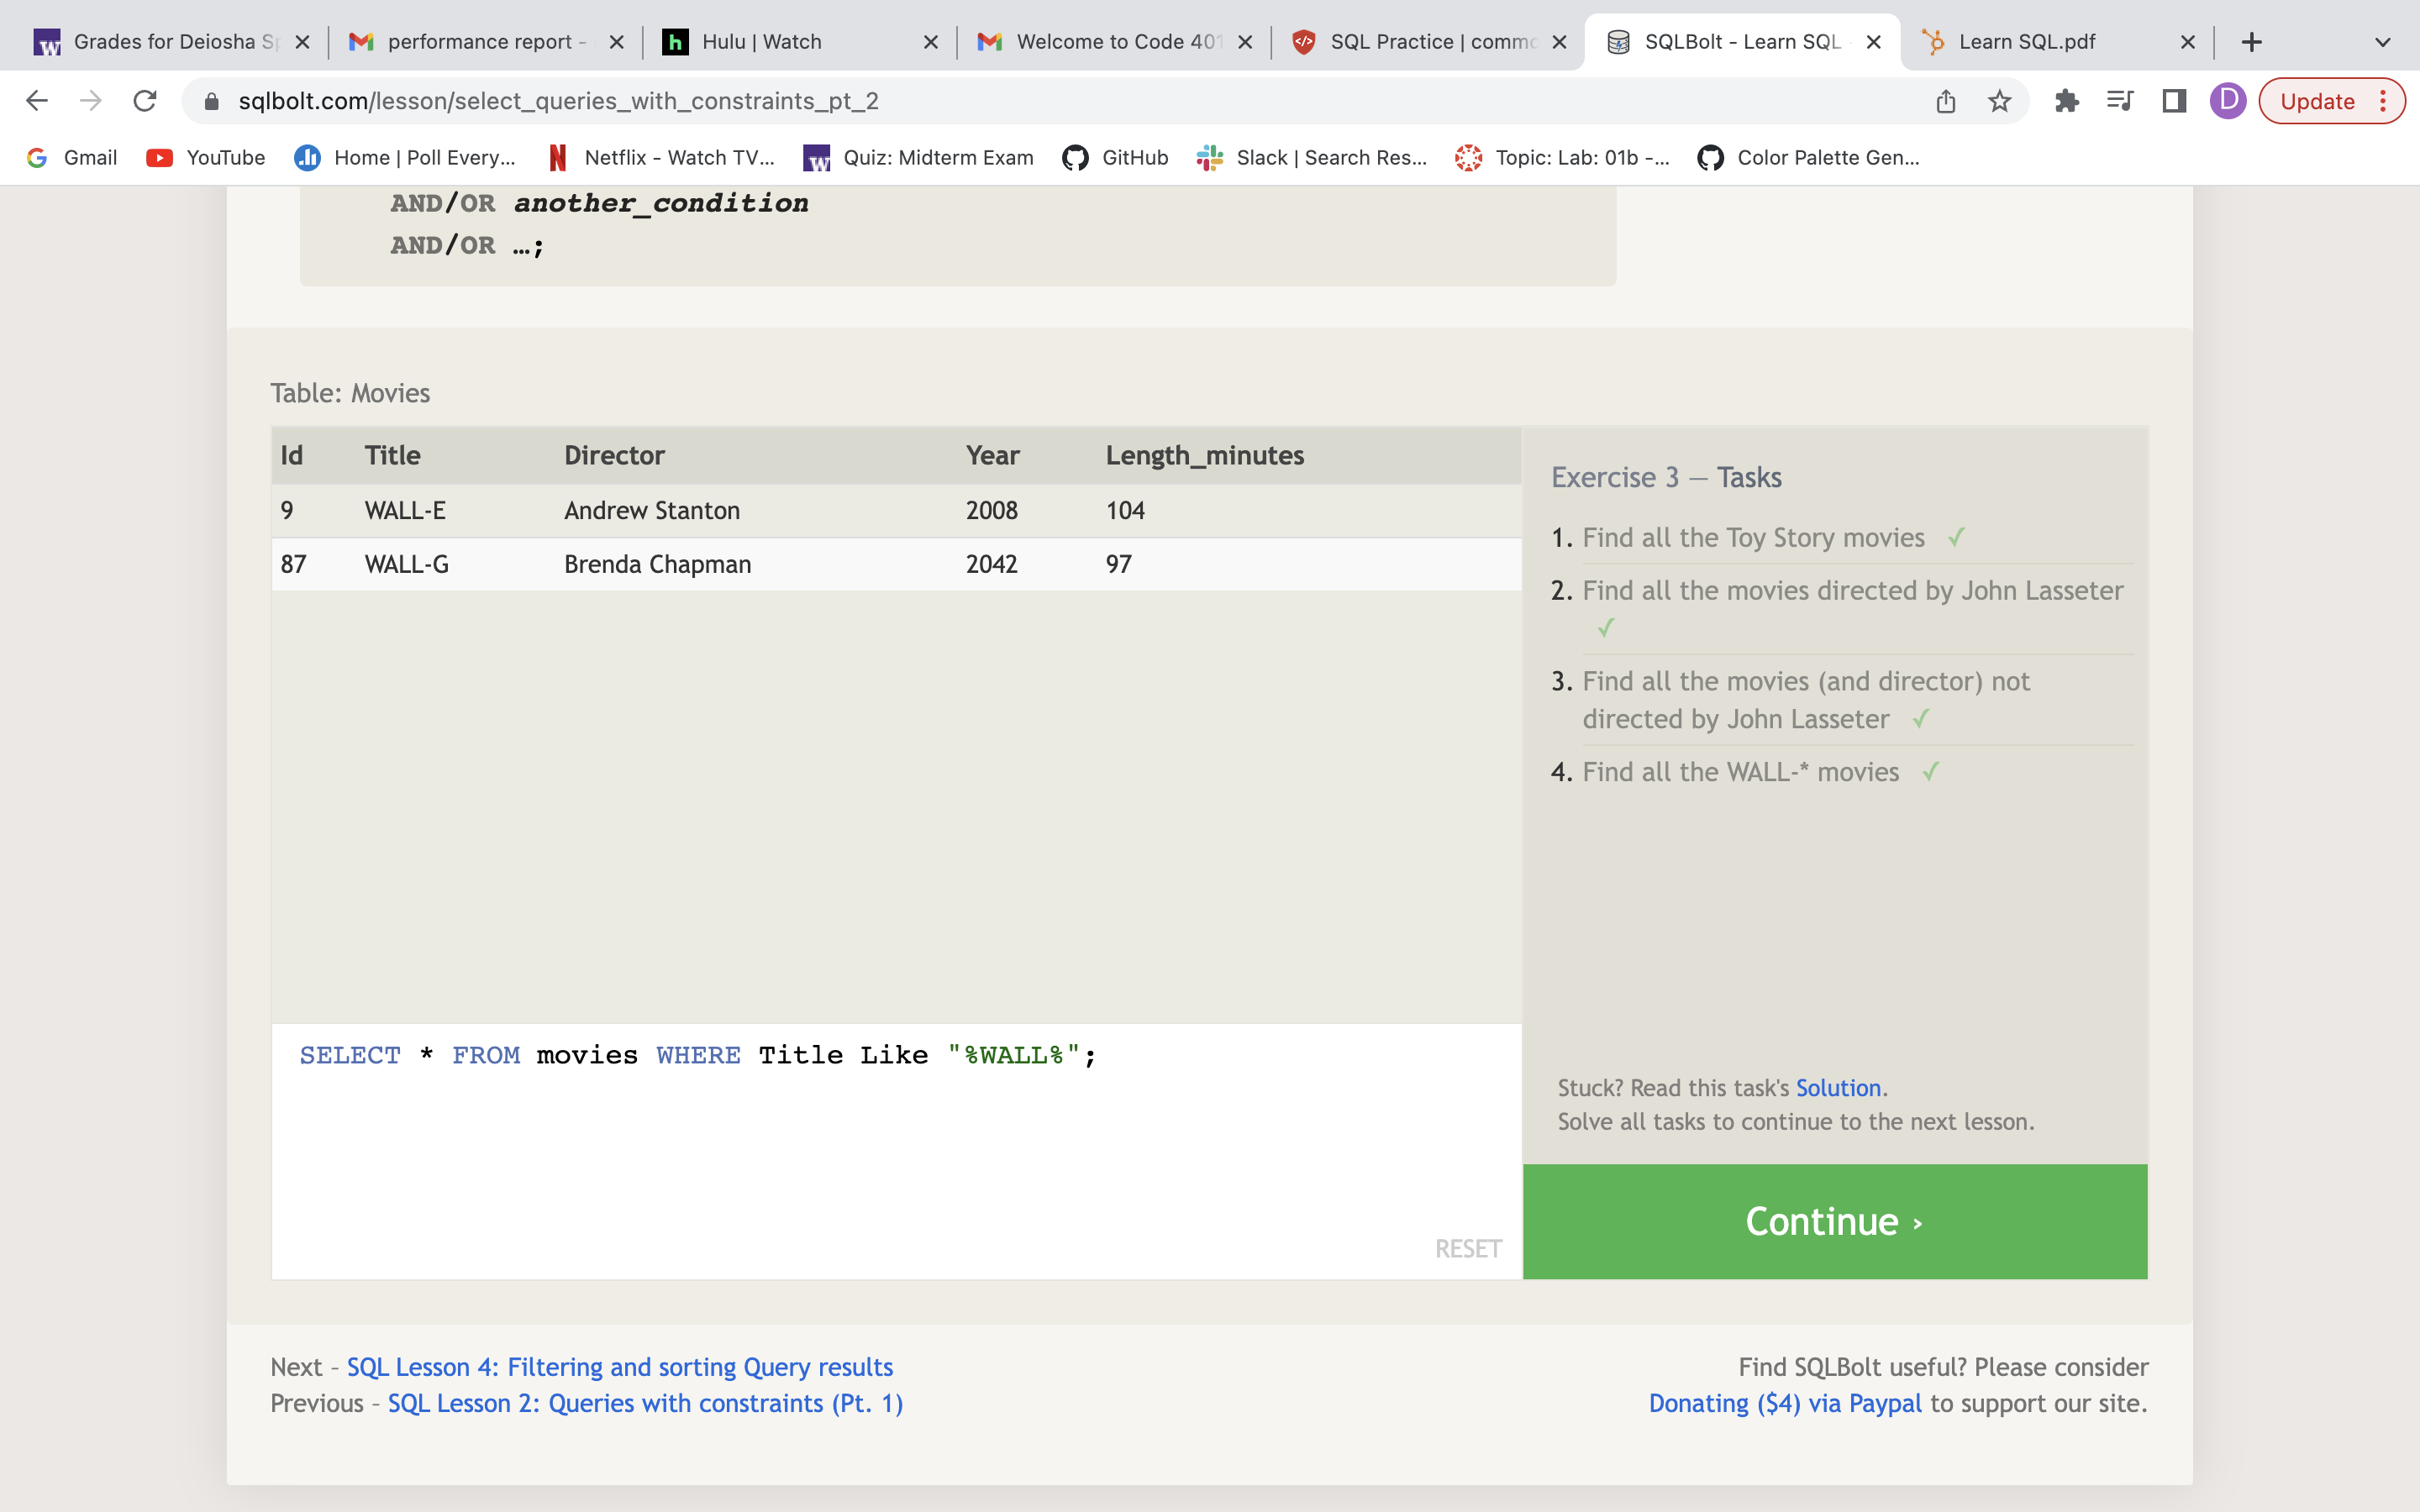 Grades for Deiosha Sp
performance report -
Hulu | Watch
Welcome to Code 401
SQL Practice | commo
SQLBolt - Learn SQL -
Learn SQL.pdf
sqlbolt.com/lesson/select_queries_with_constraints_pt_2
D
Update
Gmail
YouTube
Home | Poll Every...
Netflix - Watch TV...
Quiz: Midterm Exam
GitHub
Slack | Search Res...
Topic: Lab: 01b -...
Color Palette Gen...
AND/OR another_condition
AND/OR …;
Table: Movies
Id Title Director Year Length_minutes
9 WALL-E Andrew Stanton 2008 104
87 WALL-G Brenda Chapman 2042 97
SELECT * FROM movies WHERE Title Like "%WALL%";
RESET
Exercise 3 — Tasks
1. Find all the Toy Story movies ✓
2. Find all the movies directed by John Lasseter
✓
3. Find all the movies (and director) not
directed by John Lasseter ✓
4. Find all the WALL-* movies ✓
Stuck? Read this task's Solution.
Solve all tasks to continue to the next lesson.
Continue ›
Next – SQL Lesson 4: Filtering and sorting Query results
Previous – SQL Lesson 2: Queries with constraints (Pt. 1)
Find SQLBolt useful? Please consider
Donating ($4) via Paypal to support our site.